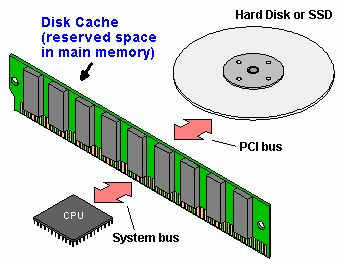 Disk Cache
(reserved space
in main memory)
Hard Disk or SSD
PCI bus
CPU
System bus